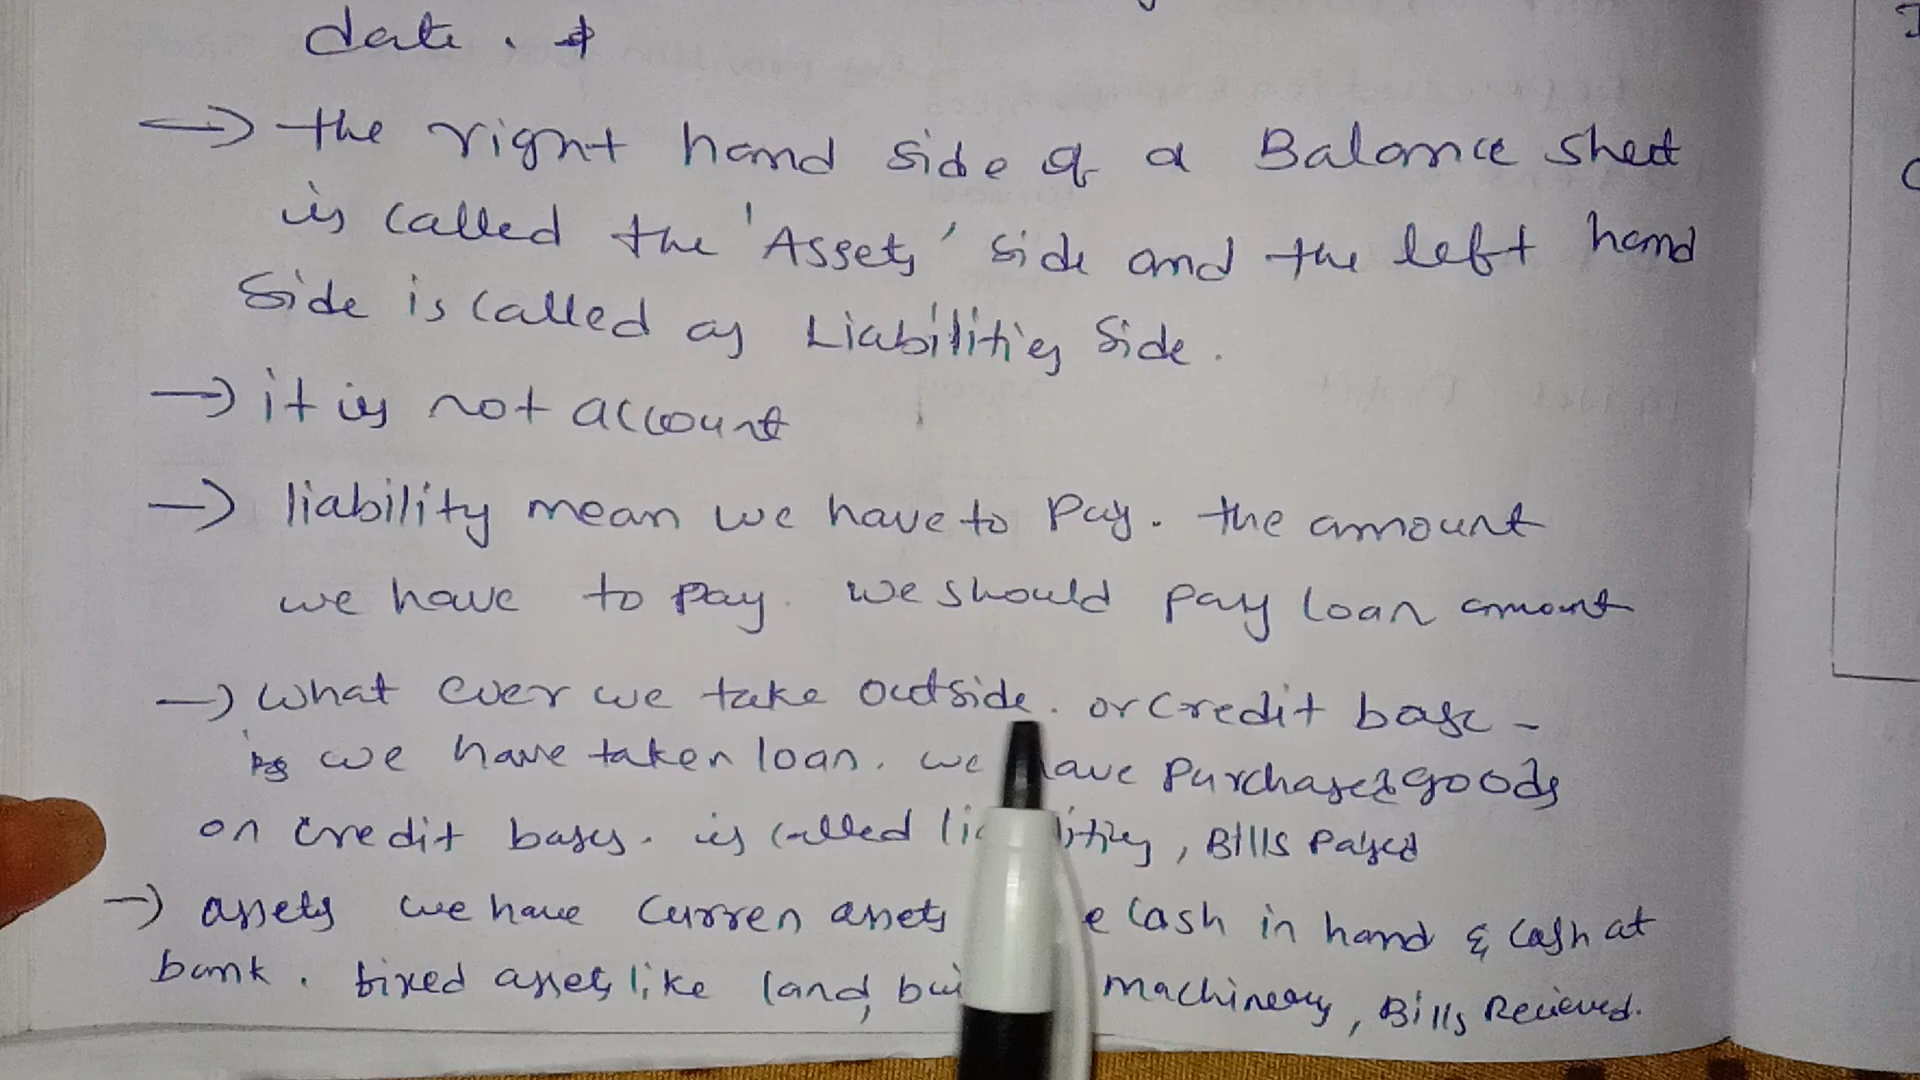 date.
→ the right hand side of a Balance sheet
is called the 'Assets' side and the left hand
Side is called as Liabilities Side.
→ it is not account
→ liability mean we have to Pay. the amount
we have to pay. we should pay loan amount
→ what ever we take outside. or credit base -
we have taken loan. we have Purchased goods
on credit bases. is called liabilities, Bills Payed
→ assets we have curren assets cash in hand & cash at
bank. fixed assets like land, machinery, Bills Recieved.